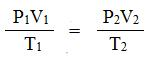 P₁V₁ = P₂V₂
T₁ T₂